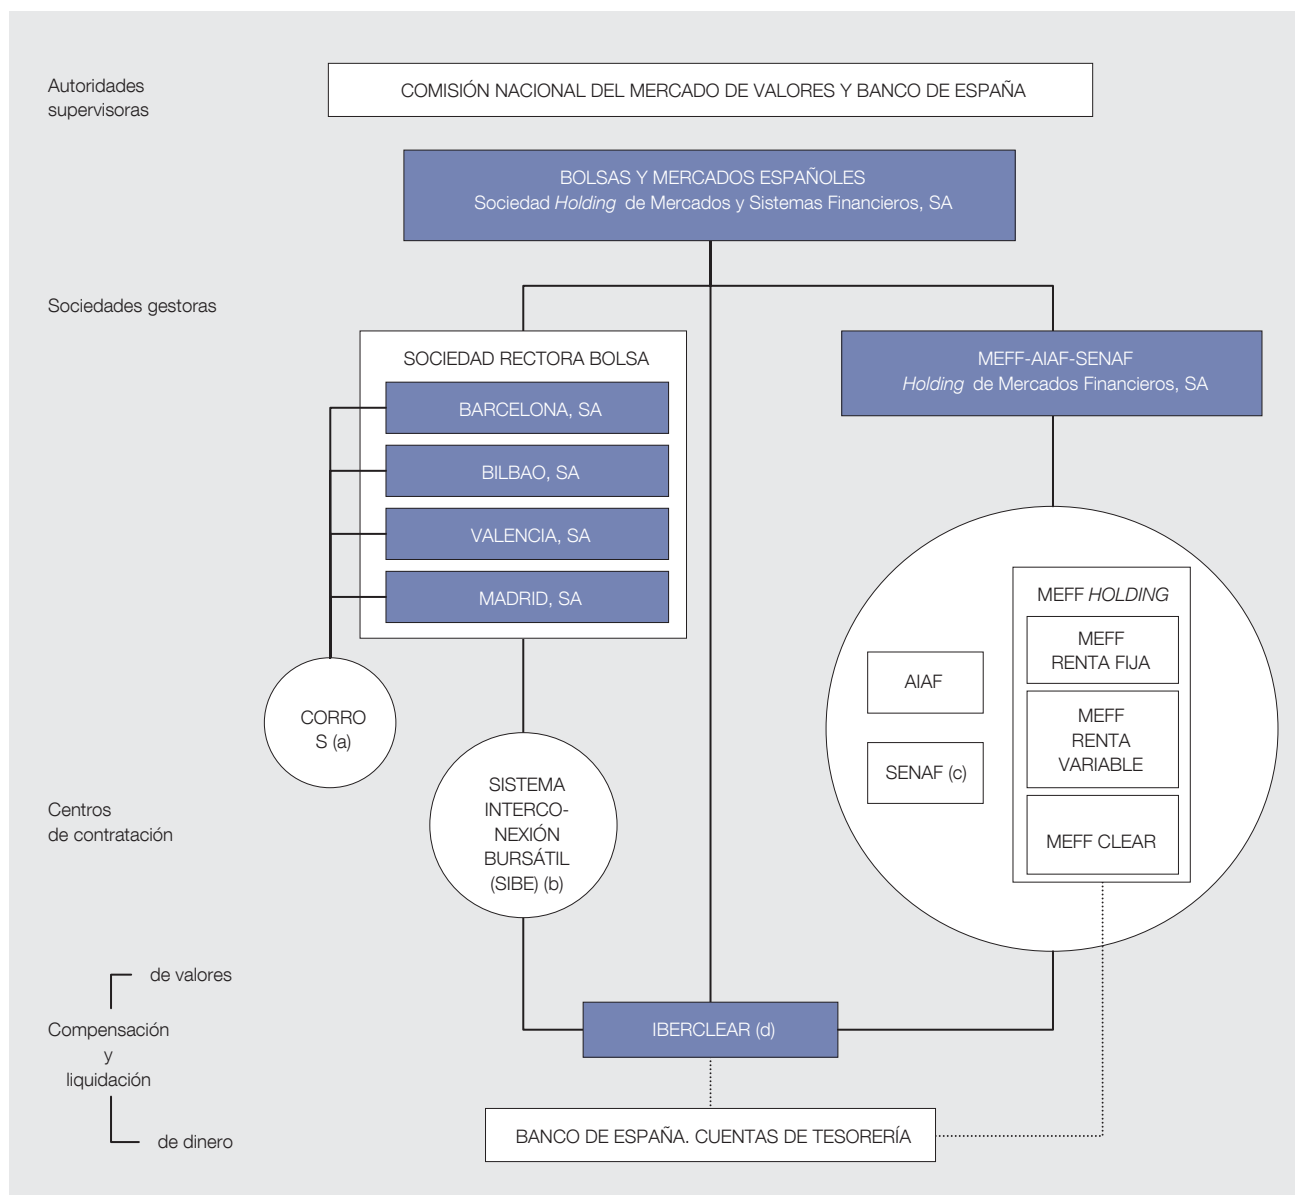 Autoridades
supervisoras
COMISIÓN NACIONAL DEL MERCADO DE VALORES Y BANCO DE ESPAÑA
BOLSAS Y MERCADOS ESPAÑOLES
Sociedad Holding de Mercados y Sistemas Financieros, SA
Sociedades gestoras
SOCIEDAD RECTORA BOLSA
BARCELONA, SA
BILBAO, SA
VALENCIA, SA
MADRID, SA
MEFF-AIAF-SENAF
Holding de Mercados Financieros, SA
CORRO
S (a)
SISTEMA
INTERCO-
NEXIÓN
BURSÁTIL
(SIBE) (b)
AIAF
SENAF (c)
MEFF HOLDING
MEFF
RENTA FIJA
MEFF
RENTA
VARIABLE
MEFF CLEAR
Centros
de contratación
de valores
Compensación
y
liquidación
de dinero
IBERCLEAR (d)
BANCO DE ESPAÑA. CUENTAS DE TESORERÍA